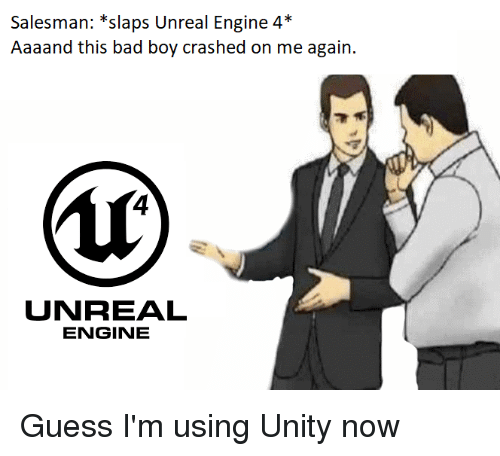 Salesman: *slaps Unreal Engine 4*
Aaaand this bad boy crashed on me again.
4
UNREAL
ENGINE
Guess I'm using Unity now